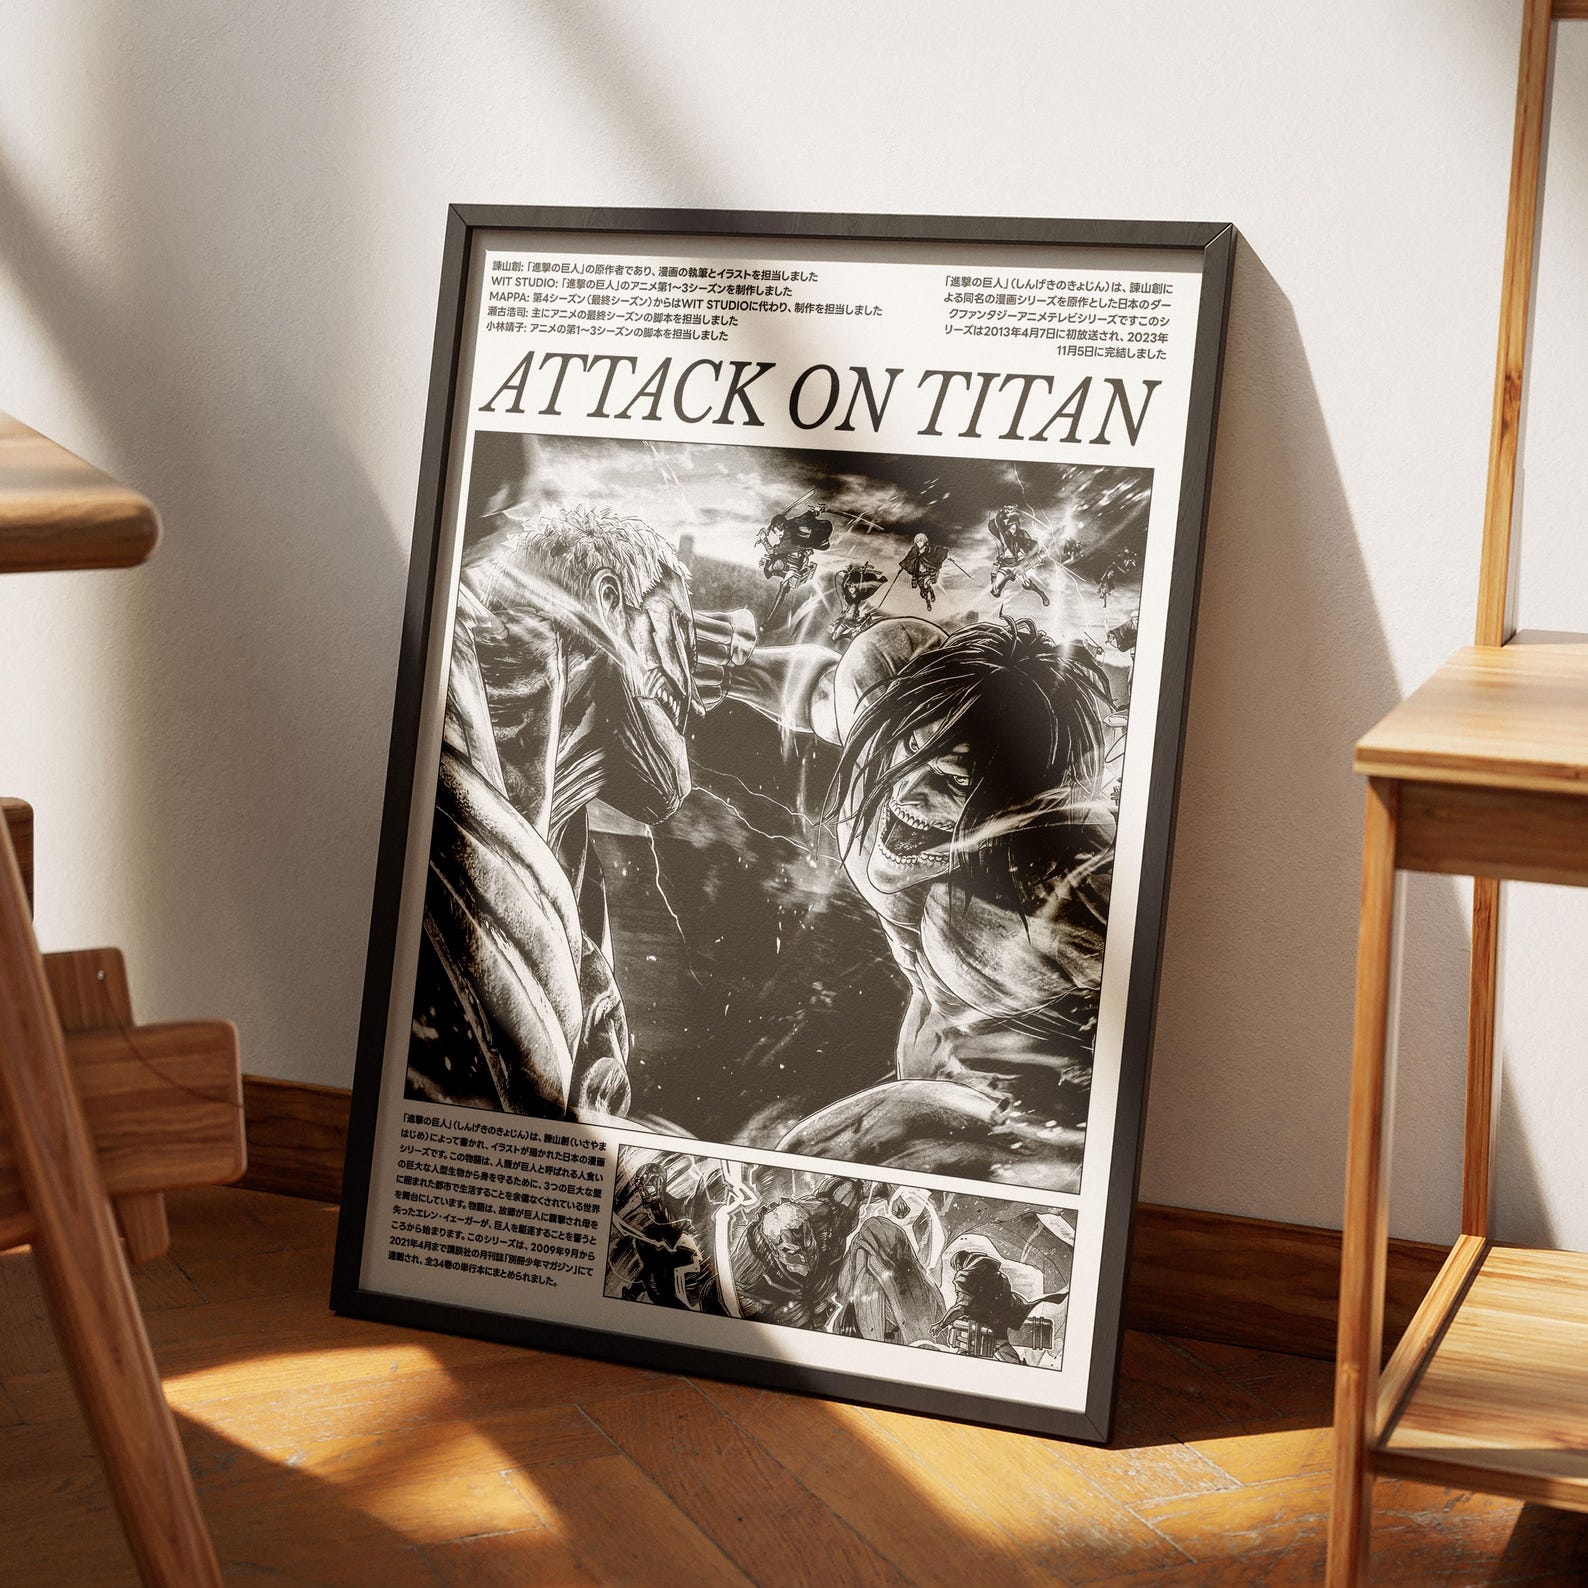 諫山創: 「進撃の巨人」の原作者であり、漫画の執筆とイラストを担当しました
WIT STUDIO: 「進撃の巨人」のアニメ第1〜3シーズンを制作しました
MAPPA: 第4シーズン（最終シーズン）からはWIT STUDIOに代わり、制作を担当しました
瀬古浩司: 主にアニメの最終シーズンの脚本を担当しました
小林靖子: アニメの第1〜3シーズンの脚本を担当しました
「進撃の巨人」（しんげきのきょじん）は、諫山創に
よる同名の漫画シリーズを原作とした日本のダー
クファンタジーアニメテレビシリーズですこのシ
リーズは2013年4月7日に初放送され、2023年
11月5日に完結しました
ATTACK ON TITAN
「進撃の巨人」（しんげきのきょじん）は、諫山創（いさやま
はじめ）によって書かれ、イラストが描かれた日本の漫画
シリーズです。この物語は、人類が巨人と呼ばれる人食い
の巨大な人型生物から身を守るために、3つの巨大な壁
に囲まれた都市で生活することを余儀なくされている世界
を舞台にしています。物語は、故郷が巨人に襲撃され母を
失ったエレン・イェーガーが、巨人を駆逐することを誓うと
ころから始まります。このシリーズは、2009年9月から
2021年4月まで講談社の月刊誌「別冊少年マガジン」にて
連載され、全34巻の単行本にまとめられました。